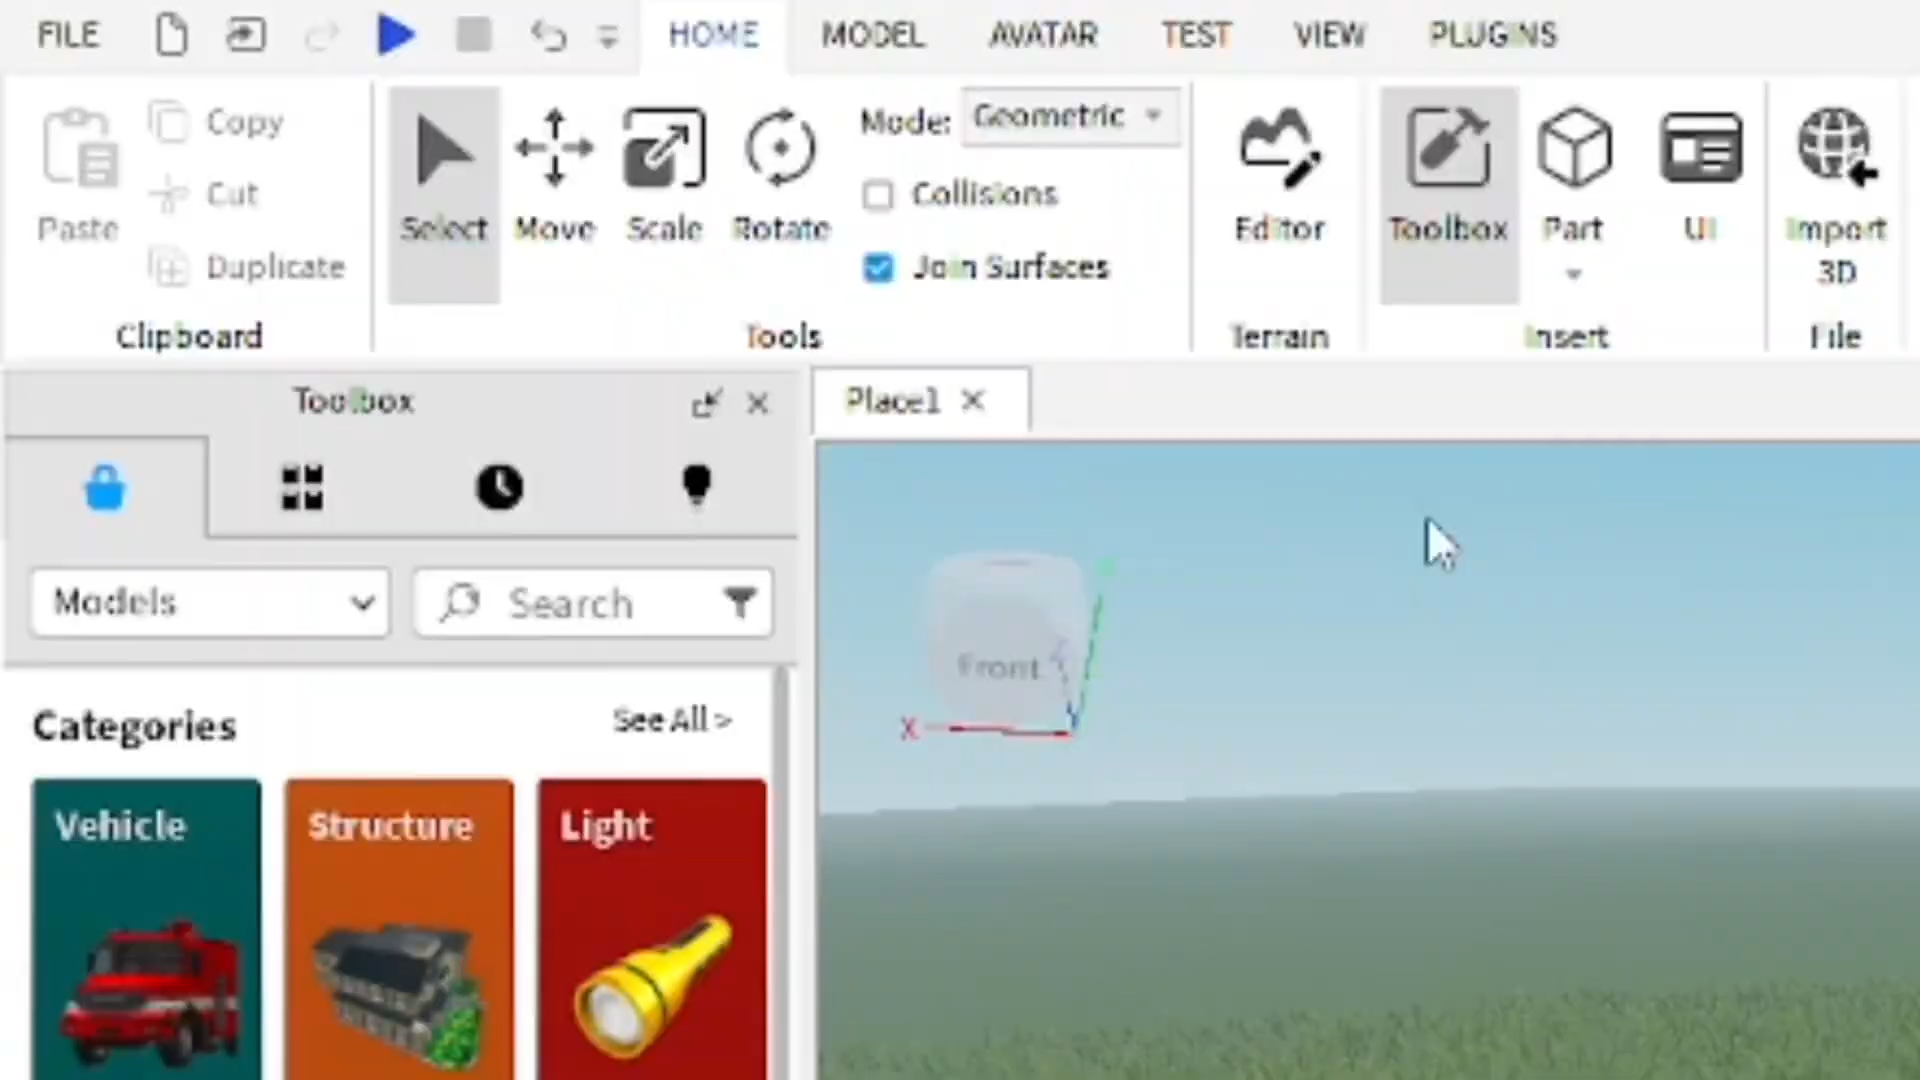 FILE HOME MODEL AVATAR TEST VIEW PLUGINS
Paste Copy Cut Duplicate
Clipboard
Select Move Scale Rotate
Mode: Geometric
Collisions
Join Surfaces
Tools
Editor
Terrain
Toolbox Part UI
Insert
Import 3D
File
Toolbox
Place1
Models
Search
Front
X
Categories See All >
Vehicle Structure Light